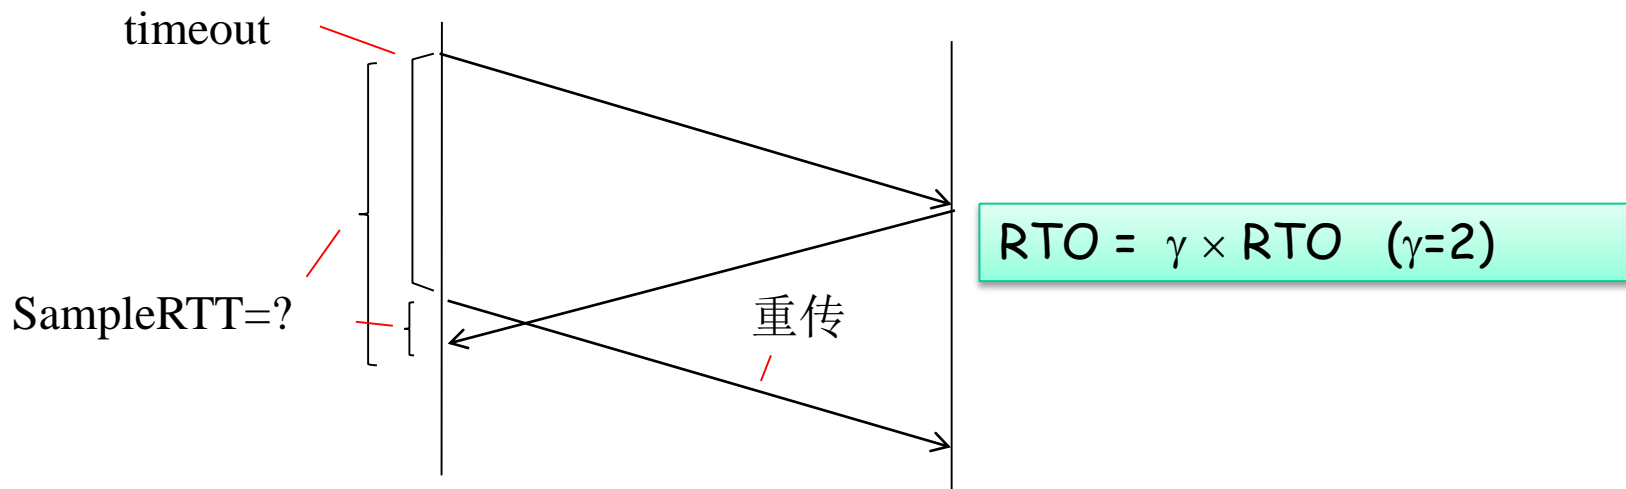 timeout
RTO = γ × RTO (γ=2)
SampleRTT=?
重传